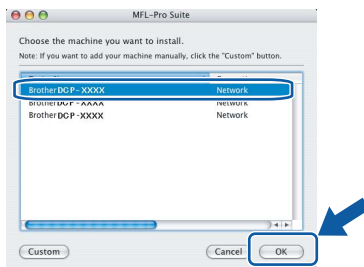 MFL-Pro Suite
Choose the machine you want to install.
Note: If you want to add your machine manually, click the "Custom" button.
Brother DCP-XXXX Network
Brother DCP-XXXX Network
Brother DCP-XXXX Network
Custom Cancel OK